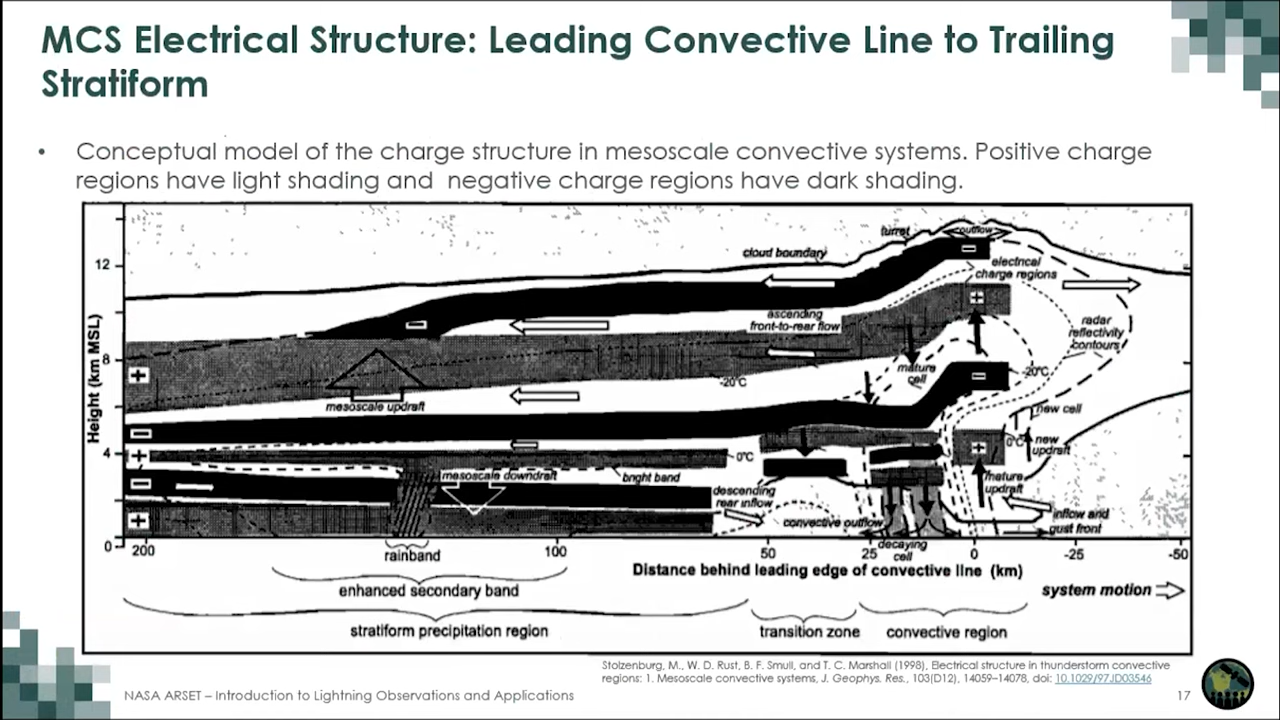 MCS Electrical Structure: Leading Convective Line to Trailing
Stratiform
• Conceptual model of the charge structure in mesoscale convective systems. Positive charge
regions have light shading and negative charge regions have dark shading.
turret
outflow
cloud boundary
12
electrical
charge regions
ascending
front-to-rear flow
radar
reflectivity
contours
Height (km MSL)
8
mature
cell
-20°C
-20°C
mesoscale updraft
new cell
4
0°C
0°C
new
updraft
mesoscale downdraft
bright band
mature
updraft
descending
rear inflow
convective outflow
inflow and
gust front
0
200
rainband
100
50
25
decaying
cell
0
-25
-50
Distance behind leading edge of convective line (km)
enhanced secondary band
system motion
stratiform precipitation region
transition zone
convective region
Stolzenburg, M., W. D. Rust, B. F. Smull, and T. C. Marshall (1998), Electrical structure in thunderstorm convective
regions: 1. Mesoscale convective systems, J. Geophys. Res., 103(D12), 14059–14078, doi: 10.1029/97JD03546
NASA ARSET – Introduction to Lightning Observations and Applications
17